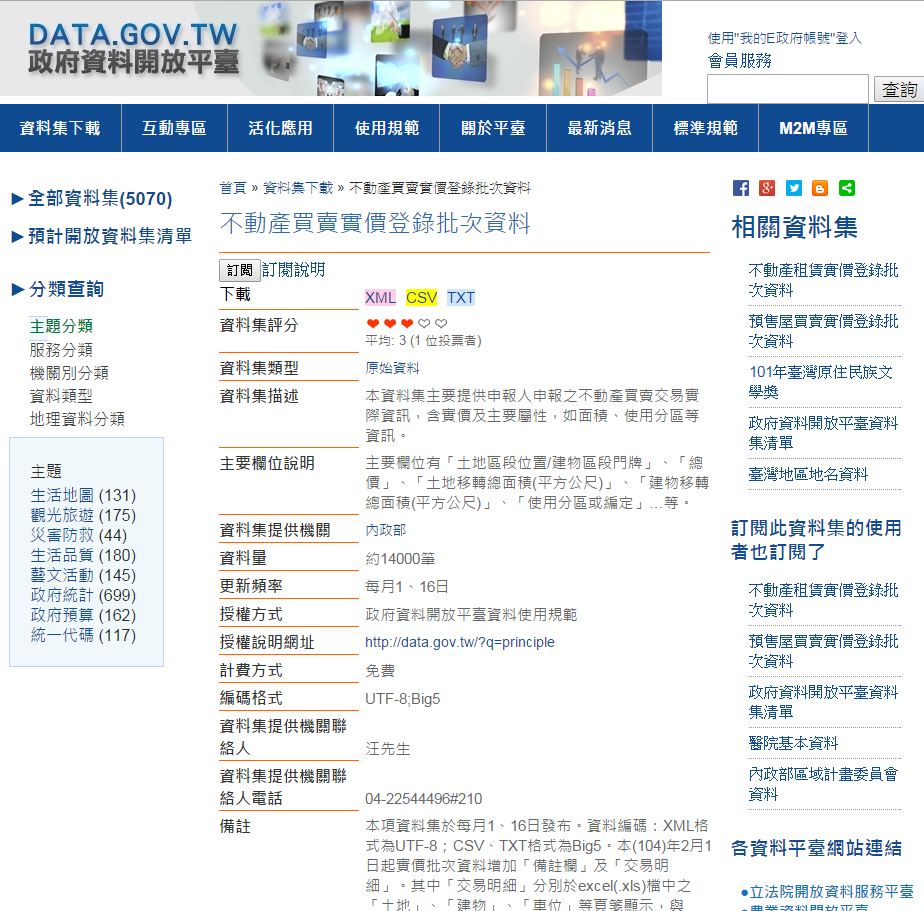 DATA.GOV.TW
政府資料開放平臺
使用"我的E政府帳號"登入
會員服務
查詢
資料集下載
互動專區
活化應用
使用規範
關於平臺
最新消息
標準規範
M2M專區
▶全部資料集(5070)
▶預計開放資料集清單
▶分類查詢
主題分類
服務分類
機關別分類
資料類型
地理資料分類
主題
生活地圖 (131)
觀光旅遊 (175)
災害防救 (44)
生活品質 (180)
藝文活動 (145)
政府統計 (699)
政府預算 (162)
統一代碼 (117)
首頁 » 資料集下載 » 不動產買賣實價登錄批次資料
不動產買賣實價登錄批次資料
訂閱 訂閱說明
下載
XML CSV TXT
資料集評分
平均: 3 (1 位投票者)
資料集類型
原始資料
資料集描述
本資料集主要提供申報人申報之不動產買賣交易實
際資訊，含實價及主要屬性，如面積、使用分區等
資訊。
主要欄位說明
主要欄位有「土地區段位置/建物區段門牌」、「總
價」、「土地移轉總面積(平方公尺)」、「建物移轉
總面積(平方公尺)」、「使用分區或編定」...等。
資料集提供機關
內政部
資料量
約14000筆
更新頻率
每月1、16日
授權方式
政府資料開放平臺資料使用規範
授權說明網址
http://data.gov.tw/?q=principle
計費方式
免費
編碼格式
UTF-8;Big5
資料集提供機關聯
絡人
汪先生
資料集提供機關聯
絡人電話
04-22544496#210
備註
本項資料集於每月1、16日發布。資料編碼：XML格
式為UTF-8；CSV、TXT格式為Big5。本(104)年2月1
日起實價批次資料增加「備註欄」及「交易明
細」。其中「交易明細」分別於excel(.xls)檔中之
「土地」、「建物」、「車位」等頁箋顯示，與
相關資料集
不動產租賃實價登錄批
次資料
預售屋買賣實價登錄批
次資料
101年臺灣原住民族文
學獎
政府資料開放平臺資料
集清單
臺灣地區地名資料
訂閱此資料集的使用
者也訂閱了
不動產租賃實價登錄批
次資料
預售屋買賣實價登錄批
次資料
政府資料開放平臺資料
集清單
醫院基本資料
內政部區域計畫委員會
資料
各資料平臺網站連結
●立法院開放資料服務平臺
●農業資料開放平臺